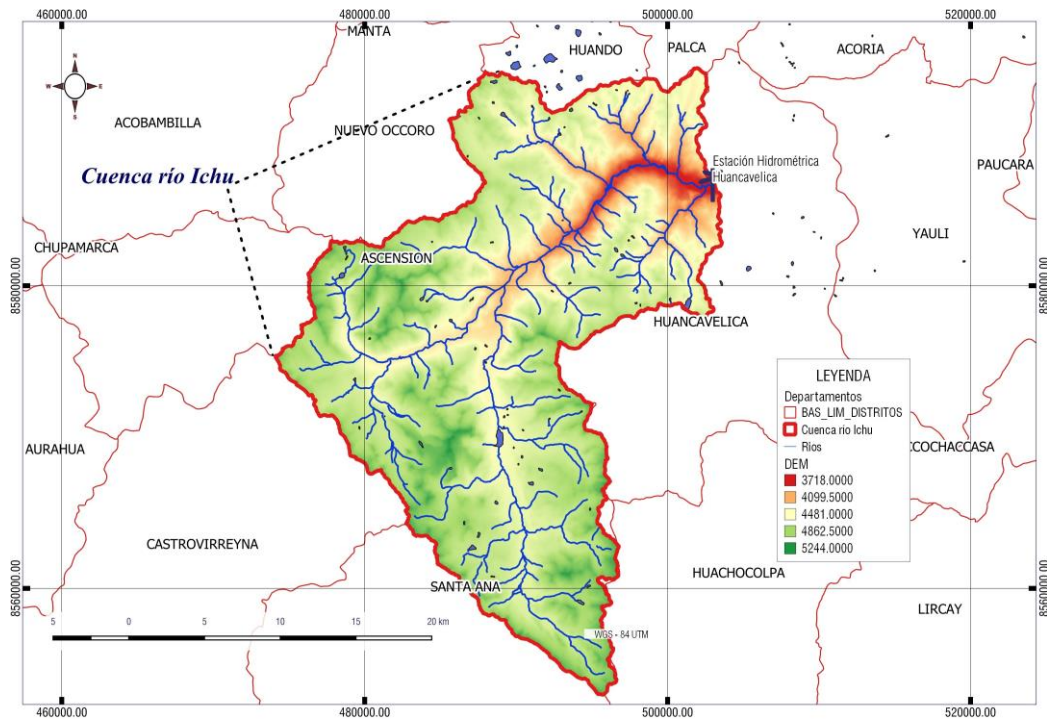 460000.00 480000.00 500000.00 520000.00
MANTA
HUANDO
PALCA
ACORIA
N
W E
S
ACOBAMBILLA
NUEVO OCCORO
Estación Hidrométrica
Huancavelica
PAUCARA
Cuenca río Ichu
YAULI
CHUPAMARCA
ASCENSION
8580000.00
8580000.00
HUANCAVELICA
LEYENDA
Departamentos
BAS_LIM_DISTRITOS
Cuenca río Ichu
Rios
DEM
3718.0000
4099.5000
4481.0000
4862.5000
5244.0000
AURAHUA
CCOCHACCASA
CASTROVIRREYNA
HUACHOCOLPA
SANTA ANA
8560000.00
8560000.00
LIRCAY
5 0 5 10 15 20 km
WGS - 84 UTM
460000.00 480000.00 500000.00 520000.00